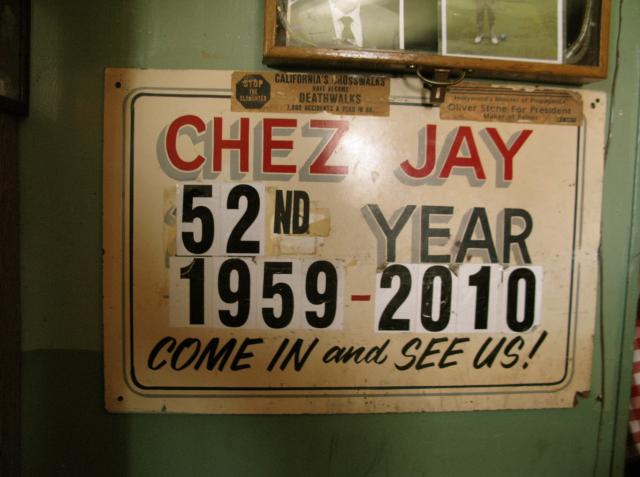 STOP
THE
SLAUGHTER
CALIFORNIA'S CROSSWALKS
HAVE BECOME
DEATHWALKS
Hollywood's Minister of Propaganda
Oliver Stone For President
CHEZ JAY
52ND YEAR
1959-2010
COME IN and SEE US!